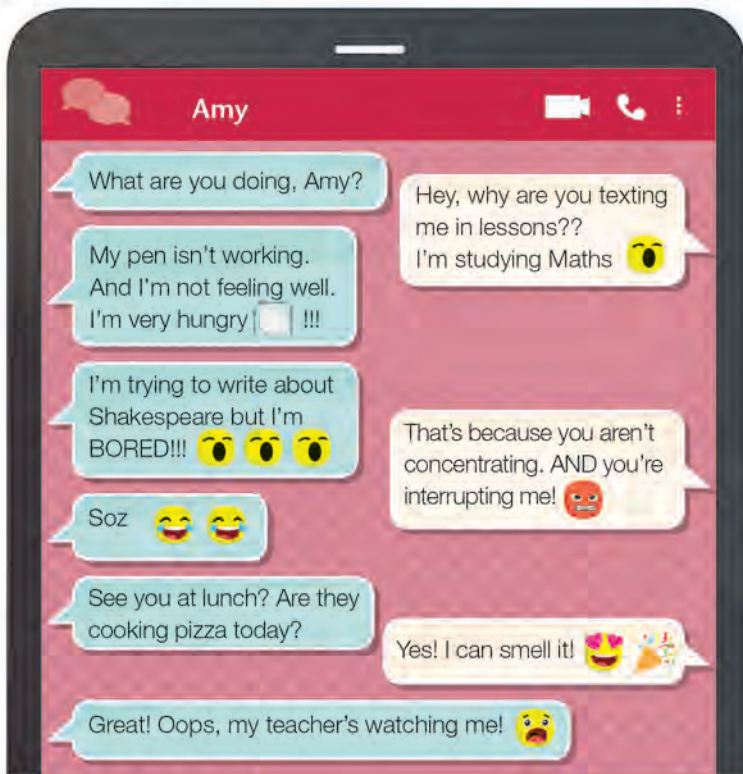 Amy
What are you doing, Amy?
Hey, why are you texting
me in lessons??
I'm studying Maths
My pen isn't working.
And I'm not feeling well.
I'm very hungry !!!
I'm trying to write about
Shakespeare but I'm
BORED!!!
That's because you aren't
concentrating. AND you're
interrupting me!
Soz
See you at lunch? Are they
cooking pizza today?
Yes! I can smell it!
Great! Oops, my teacher's watching me!